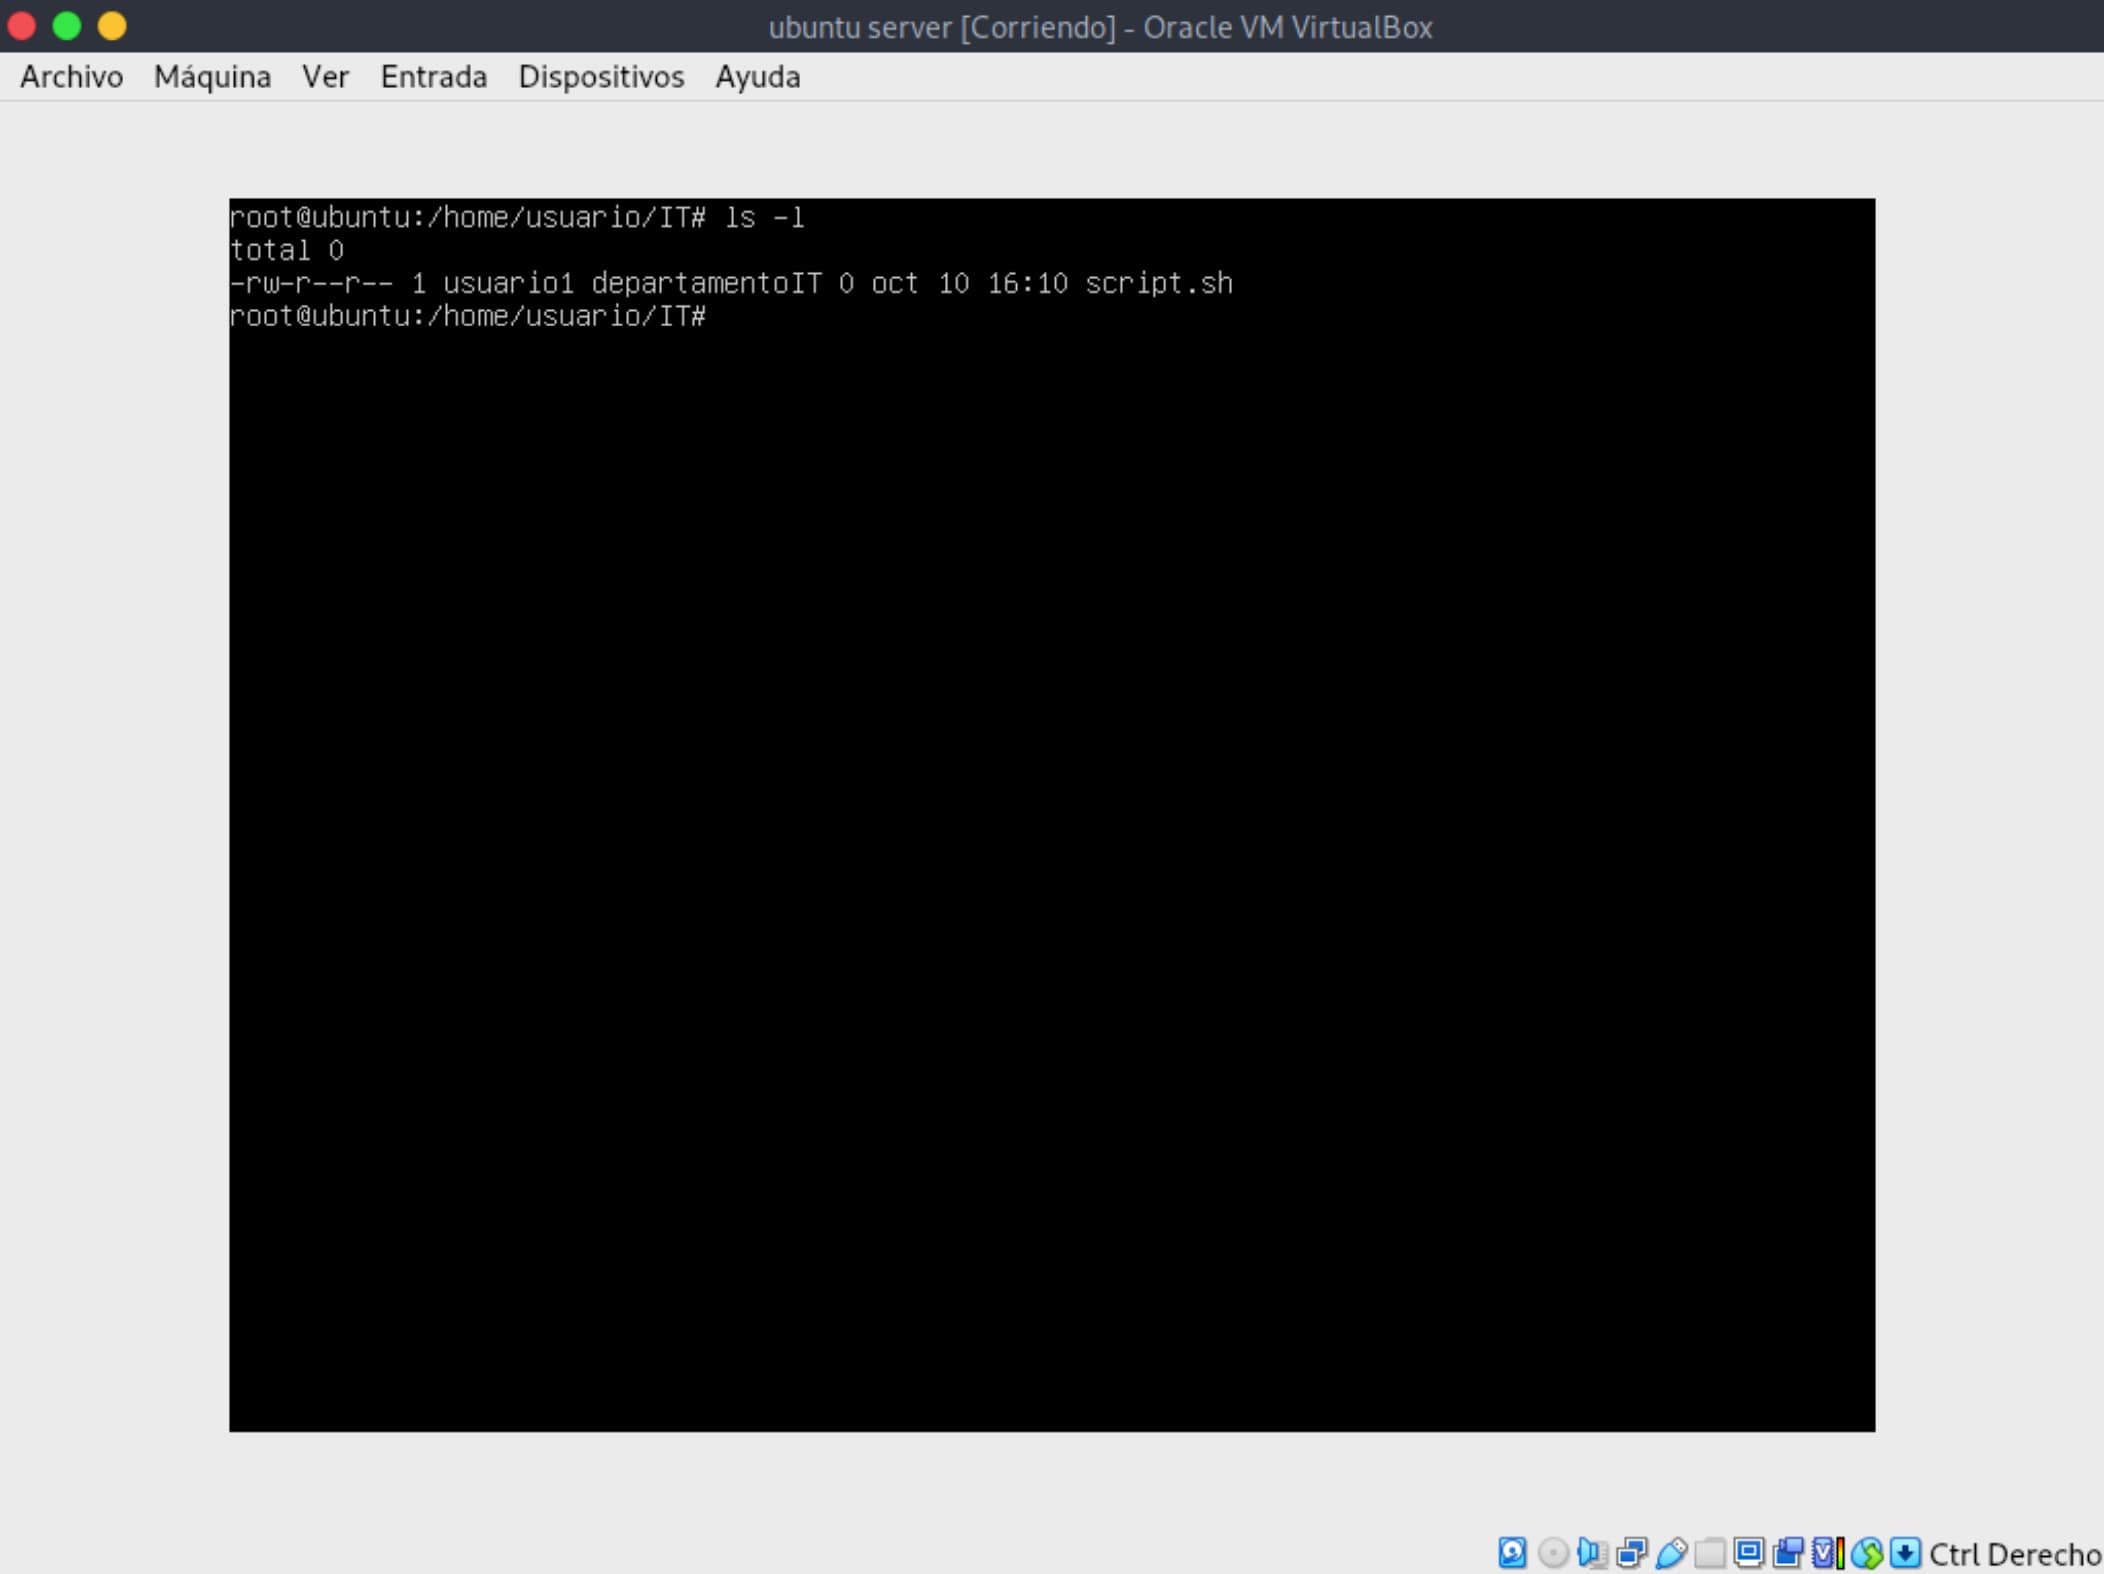 ubuntu server [Corriendo] - Oracle VM VirtualBox
Archivo Máquina Ver Entrada Dispositivos Ayuda
root@ubuntu:/home/usuario/IT# ls -l
total 0
-rw-r--r-- 1 usuario1 departamentoIT 0 oct 10 16:10 script.sh
root@ubuntu:/home/usuario/IT#
Ctrl Derecho